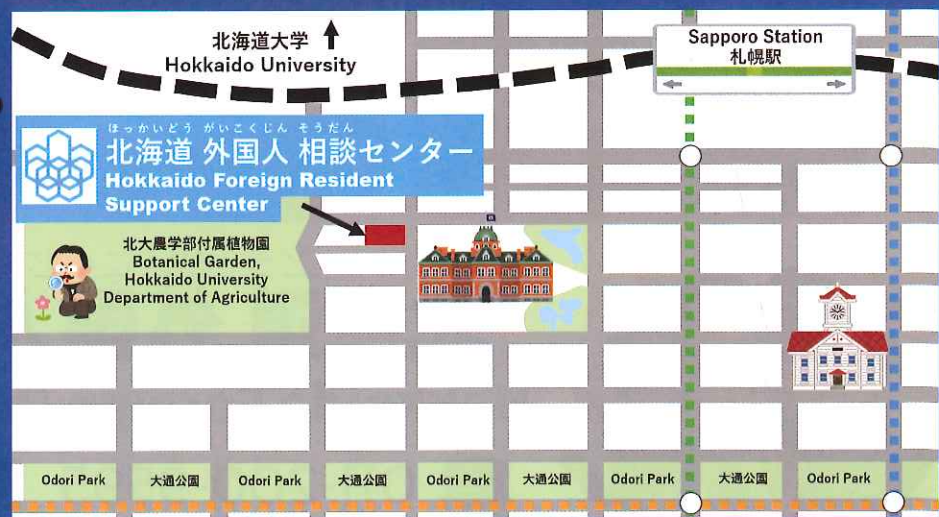 北海道大学
Hokkaido University
Sapporo Station
札幌駅
ほっかいどう がいこくじん そうだん
北海道 外国人 相談センター
Hokkaido Foreign Resident
Support Center
北大農学部付属植物園
Botanical Garden,
Hokkaido University
Department of Agriculture
Odori Park 大通公園 Odori Park 大通公園 Odori Park 大通公園 Odori Park 大通公園 Odori Park